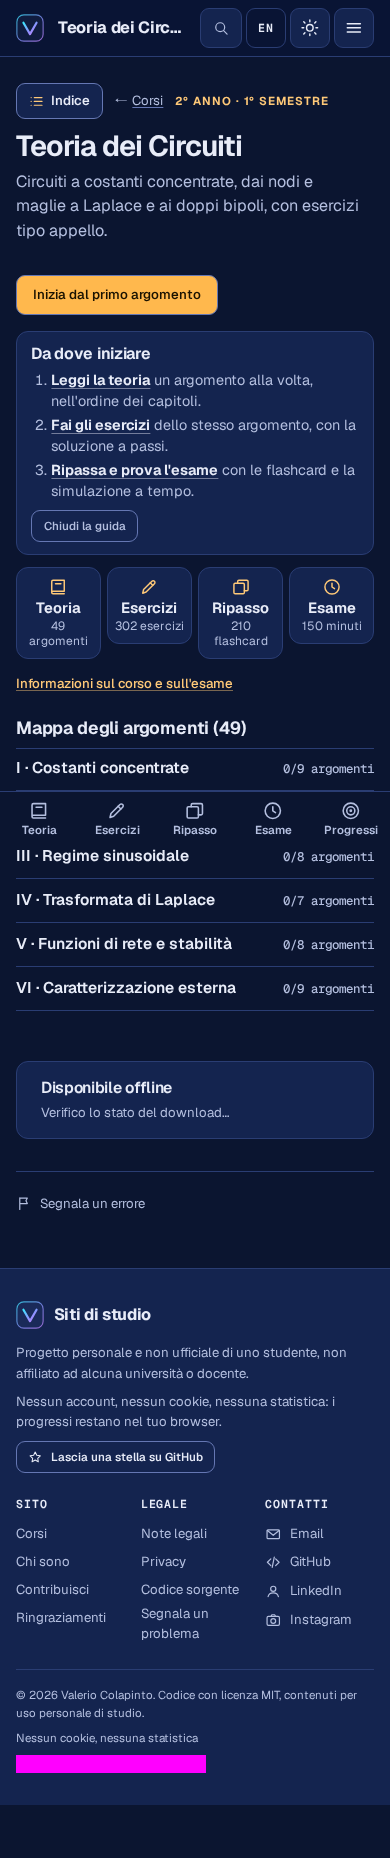 Teoria dei Circ...
EN
Indice
← Corsi
2º ANNO · 1º SEMESTRE
Teoria dei Circuiti
Circuiti a costanti concentrate, dai nodi e
maglie a Laplace e ai doppi bipoli, con esercizi
tipo appello.
Inizia dal primo argomento
Da dove iniziare
1. Leggi la teoria un argomento alla volta,
nell'ordine dei capitoli.
2. Fai gli esercizi dello stesso argomento, con la
soluzione a passi.
3. Ripassa e prova l'esame con le flashcard e la
simulazione a tempo.
Chiudi la guida
Teoria
49
argomenti
Esercizi
302 esercizi
Ripasso
210
flashcard
Esame
150 minuti
Informazioni sul corso e sull'esame
Mappa degli argomenti (49)
I · Costanti concentrate 0/9 argomenti
Teoria Esercizi Ripasso Esame Progressi
III · Regime sinusoidale 0/8 argomenti
IV · Trasformata di Laplace 0/7 argomenti
V · Funzioni di rete e stabilità 0/8 argomenti
VI · Caratterizzazione esterna 0/9 argomenti
Disponibile offline
Verifico lo stato del download...
Segnala un errore
Siti di studio
Progetto personale e non ufficiale di uno studente, non
affiliato ad alcuna università o docente.
Nessun account, nessun cookie, nessuna statistica: i
progressi restano nel tuo browser.
Lascia una stella su GitHub
SITO
Corsi
Chi sono
Contribuisci
Ringraziamenti
LEGALE
Note legali
Privacy
Codice sorgente
Segnala un
problema
CONTATTI
Email
GitHub
LinkedIn
Instagram
© 2026 Valerio Colapinto. Codice con licenza MIT, contenuti per
uso personale di studio.
Nessun cookie, nessuna statistica